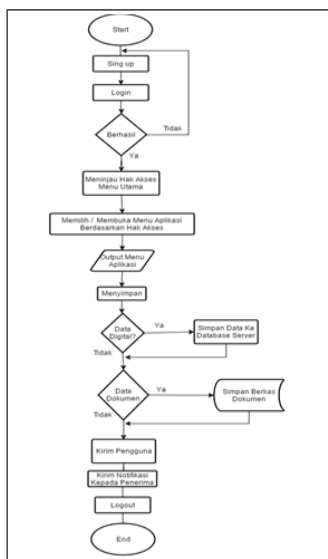 Start
Sing up
Login
Berhasil
Tidak
Ya
Meninjau Hak Akses
Menu Utama
Memilih / Membuka Menu Aplikasi
Berdasarkan Hak Akses
Output Menu
Aplikasi
Menyimpan
Data
Digital?
Ya
Simpan Data Ke
Database Server
Tidak
Data
Dokumen
Ya
Simpan Berkas
Dokumen
Tidak
Kirim Pengguna
Kirim Notifikasi
Kepada Penerima
Logout
End